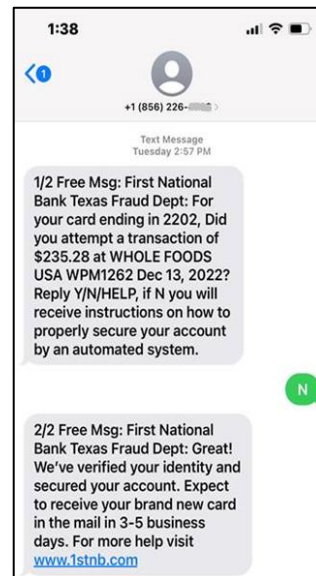 1:38
1
+1 (856) 226-
Text Message
Tuesday 2:57 PM
1/2 Free Msg: First National
Bank Texas Fraud Dept: For
your card ending in 2202, Did
you attempt a transaction of
$235.28 at WHOLE FOODS
USA WPM1262 Dec 13, 2022?
Reply Y/N/HELP, if N you will
receive instructions on how to
properly secure your account
by an automated system.
N
2/2 Free Msg: First National
Bank Texas Fraud Dept: Great!
We've verified your identity and
secured your account. Expect
to receive your brand new card
in the mail in 3-5 business
days. For more help visit
www.1stnb.com